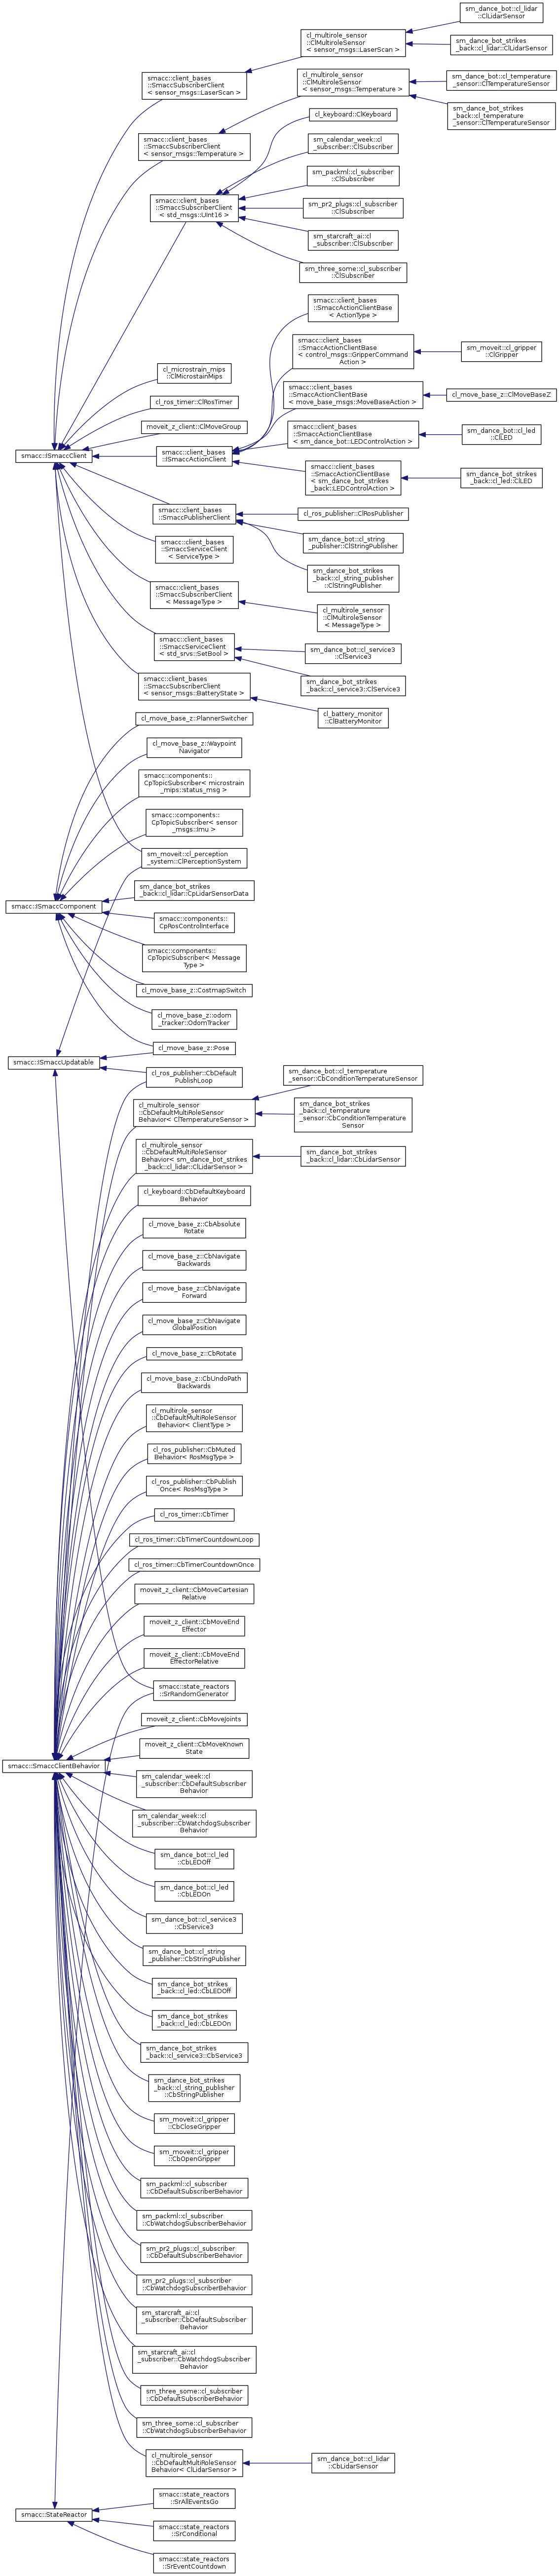 sm_dance_bot::cl_lidar
::ClLidarSensor
cl_multirole_sensor
::ClMultiroleSensor
< sensor_msgs::LaserScan >
sm_dance_bot_strikes
_back::cl_lidar::ClLidarSensor
smacc::client_bases
::SmaccSubscriberClient
< sensor_msgs::LaserScan >
cl_multirole_sensor
::ClMultiroleSensor
< sensor_msgs::Temperature >
sm_dance_bot::cl_temperature
_sensor::ClTemperatureSensor
sm_dance_bot_strikes
_back::cl_temperature
_sensor::ClTemperatureSensor
cl_keyboard::ClKeyboard
smacc::client_bases
::SmaccSubscriberClient
< sensor_msgs::Temperature >
sm_calendar_week::cl
_subscriber::ClSubscriber
sm_packml::cl_subscriber
::ClSubscriber
smacc::client_bases
::SmaccSubscriberClient
< std_msgs::UInt16 >
sm_pr2_plugs::cl_subscriber
::ClSubscriber
sm_starcraft_ai::cl
_subscriber::ClSubscriber
sm_three_some::cl_subscriber
::ClSubscriber
smacc::client_bases
::SmaccActionClientBase
< ActionType >
smacc::client_bases
::SmaccActionClientBase
< control_msgs::GripperCommand
Action >
sm_moveit::cl_gripper
::ClGripper
cl_microstrain_mips
::ClMicrostainMips
smacc::client_bases
::SmaccActionClientBase
< move_base_msgs::MoveBaseAction >
cl_move_base_z::ClMoveBaseZ
cl_ros_timer::ClRosTimer
moveit_z_client::ClMoveGroup
smacc::client_bases
::SmaccActionClientBase
< sm_dance_bot::LEDControlAction >
sm_dance_bot::cl_led
::ClLED
smacc::ISmaccClient
smacc::client_bases
::ISmaccActionClient
smacc::client_bases
::SmaccActionClientBase
< sm_dance_bot_strikes
_back::LEDControlAction >
sm_dance_bot_strikes
_back::cl_led::ClLED
smacc::client_bases
::SmaccPublisherClient
cl_ros_publisher::ClRosPublisher
sm_dance_bot::cl_string
_publisher::ClStringPublisher
smacc::client_bases
::SmaccServiceClient
< ServiceType >
sm_dance_bot_strikes
_back::cl_string_publisher
::ClStringPublisher
smacc::client_bases
::SmaccSubscriberClient
< MessageType >
cl_multirole_sensor
::ClMultiroleSensor
< MessageType >
smacc::client_bases
::SmaccServiceClient
< std_srvs::SetBool >
sm_dance_bot::cl_service3
::ClService3
sm_dance_bot_strikes
_back::cl_service3::ClService3
smacc::client_bases
::SmaccSubscriberClient
< sensor_msgs::BatteryState >
cl_battery_monitor
::ClBatteryMonitor
cl_move_base_z::PlannerSwitcher
cl_move_base_z::Waypoint
Navigator
smacc::components::
CpTopicSubscriber< microstrain
_mips::status_msg >
smacc::components::
CpTopicSubscriber< sensor
_msgs::Imu >
sm_moveit::cl_perception
_system::ClPerceptionSystem
sm_dance_bot_strikes
_back::cl_lidar::CpLidarSensorData
smacc::ISmaccComponent
smacc::components::
CpRosControlInterface
smacc::components::
CpTopicSubscriber< Message
Type >
cl_move_base_z::CostmapSwitch
cl_move_base_z::odom
_tracker::OdomTracker
cl_move_base_z::Pose
smacc::ISmaccUpdatable
cl_ros_publisher::CbDefault
PublishLoop
sm_dance_bot::cl_temperature
_sensor::CbConditionTemperatureSensor
cl_multirole_sensor
::CbDefaultMultiRoleSensor
Behavior< ClTemperatureSensor >
sm_dance_bot_strikes
_back::cl_temperature
_sensor::CbConditionTemperature
Sensor
cl_multirole_sensor
::CbDefaultMultiRoleSensor
Behavior< sm_dance_bot_strikes
_back::cl_lidar::ClLidarSensor >
sm_dance_bot_strikes
_back::cl_lidar::CbLidarSensor
cl_keyboard::CbDefaultKeyboard
Behavior
cl_move_base_z::CbAbsolute
Rotate
cl_move_base_z::CbNavigate
Backwards
cl_move_base_z::CbNavigate
Forward
cl_move_base_z::CbNavigate
GlobalPosition
cl_move_base_z::CbRotate
cl_move_base_z::CbUndoPath
Backwards
cl_multirole_sensor
::CbDefaultMultiRoleSensor
Behavior< ClientType >
cl_ros_publisher::CbMuted
Behavior< RosMsgType >
cl_ros_publisher::CbPublish
Once< RosMsgType >
cl_ros_timer::CbTimer
cl_ros_timer::CbTimerCountdownLoop
cl_ros_timer::CbTimerCountdownOnce
moveit_z_client::CbMoveCartesian
Relative
moveit_z_client::CbMoveEnd
Effector
moveit_z_client::CbMoveEnd
EffectorRelative
smacc::state_reactors
::SrRandomGenerator
moveit_z_client::CbMoveJoints
moveit_z_client::CbMoveKnown
State
smacc::SmaccClientBehavior
sm_calendar_week::cl
_subscriber::CbDefaultSubscriber
Behavior
sm_calendar_week::cl
_subscriber::CbWatchdogSubscriber
Behavior
sm_dance_bot::cl_led
::CbLEDOff
sm_dance_bot::cl_led
::CbLEDOn
sm_dance_bot::cl_service3
::CbService3
sm_dance_bot::cl_string
_publisher::CbStringPublisher
sm_dance_bot_strikes
_back::cl_led::CbLEDOff
sm_dance_bot_strikes
_back::cl_led::CbLEDOn
sm_dance_bot_strikes
_back::cl_service3::CbService3
sm_dance_bot_strikes
_back::cl_string_publisher
::CbStringPublisher
sm_moveit::cl_gripper
::CbCloseGripper
sm_moveit::cl_gripper
::CbOpenGripper
sm_packml::cl_subscriber
::CbDefaultSubscriberBehavior
sm_packml::cl_subscriber
::CbWatchdogSubscriberBehavior
sm_pr2_plugs::cl_subscriber
::CbDefaultSubscriberBehavior
sm_pr2_plugs::cl_subscriber
::CbWatchdogSubscriberBehavior
sm_starcraft_ai::cl
_subscriber::CbDefaultSubscriber
Behavior
sm_starcraft_ai::cl
_subscriber::CbWatchdogSubscriber
Behavior
sm_three_some::cl_subscriber
::CbDefaultSubscriberBehavior
sm_three_some::cl_subscriber
::CbWatchdogSubscriberBehavior
cl_multirole_sensor
::CbDefaultMultiRoleSensor
Behavior< ClLidarSensor >
sm_dance_bot::cl_lidar
::CbLidarSensor
smacc::state_reactors
::SrAllEventsGo
smacc::StateReactor
smacc::state_reactors
::SrConditional
smacc::state_reactors
::SrEventCountdown